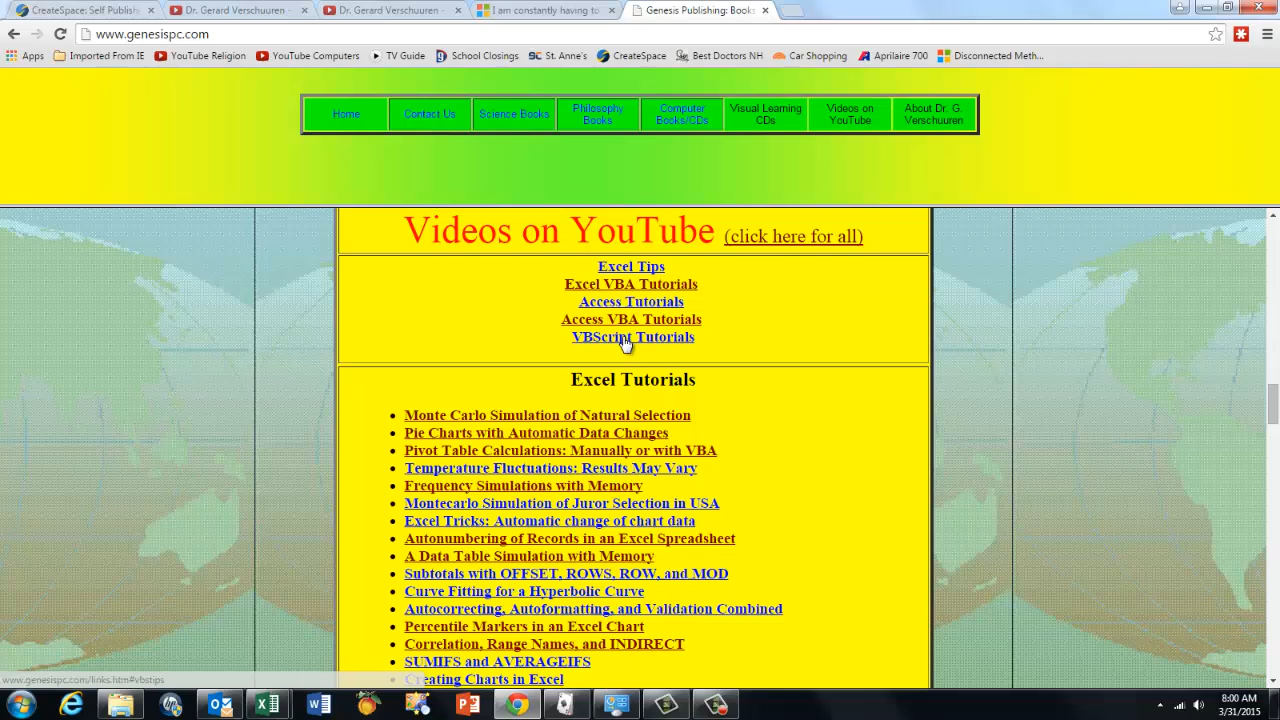 CreateSpace: Self Publish
Dr. Gerard Verschuuren -
Dr. Gerard Verschuuren -
I am constantly having to
Genesis Publishing: Books
www.genesispc.com
Apps
Imported From IE
YouTube Religion
YouTube Computers
TV Guide
School Closings
St. Anne's
CreateSpace
Best Doctors NH
Car Shopping
Aprilaire 700
Disconnected Meth...
Home
Contact Us
Science Books
Philosophy
Books
Computer
Books/CDs
Visual Learning
CDs
Videos on
YouTube
About Dr. G.
Verschuuren
Videos on YouTube (click here for all)
Excel Tips
Excel VBA Tutorials
Access Tutorials
Access VBA Tutorials
VBScript Tutorials
Excel Tutorials
Monte Carlo Simulation of Natural Selection
Pie Charts with Automatic Data Changes
Pivot Table Calculations: Manually or with VBA
Temperature Fluctuations: Results May Vary
Frequency Simulations with Memory
Montecarlo Simulation of Juror Selection in USA
Excel Tricks: Automatic change of chart data
Autonumbering of Records in an Excel Spreadsheet
A Data Table Simulation with Memory
Subtotals with OFFSET, ROWS, ROW, and MOD
Curve Fitting for a Hyperbolic Curve
Autocorrecting, Autoformatting, and Validation Combined
Percentile Markers in an Excel Chart
Correlation, Range Names, and INDIRECT
SUMIFS and AVERAGEIFS
Creating Charts in Excel
www.genesispc.com/links.htm#vbstips
8:00 AM
3/31/2015